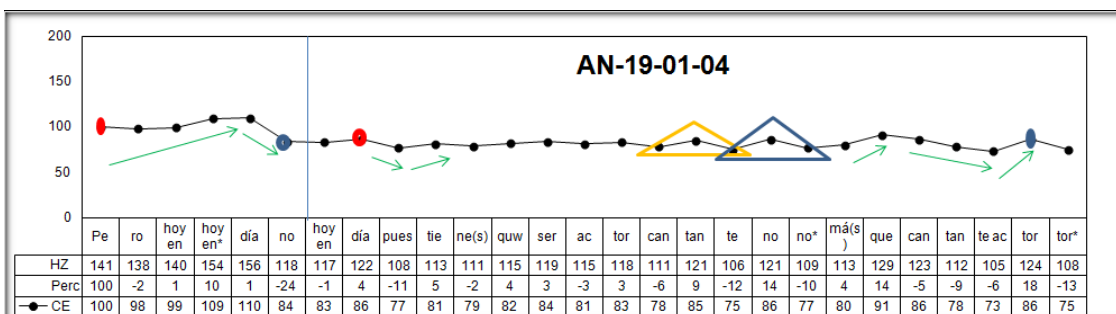 200
AN-19-01-04
150
100
50
0
Pe ro hoy en hoy en* día no hoy en día pues tie ne(s) quw ser ac tor can tan te no no* má(s) que can tan te ac tor tor*
HZ 141 138 140 154 156 118 117 122 108 113 111 115 119 115 118 111 121 106 121 109 113 129 123 112 105 124 108
Perc 100 -2 1 10 1 -24 -1 4 -11 5 -2 4 3 -3 3 -6 9 -12 14 -10 4 14 -5 -9 -6 18 -13
CE 100 98 99 109 110 84 83 86 77 81 79 82 84 81 83 78 85 75 86 77 80 91 86 78 73 86 75